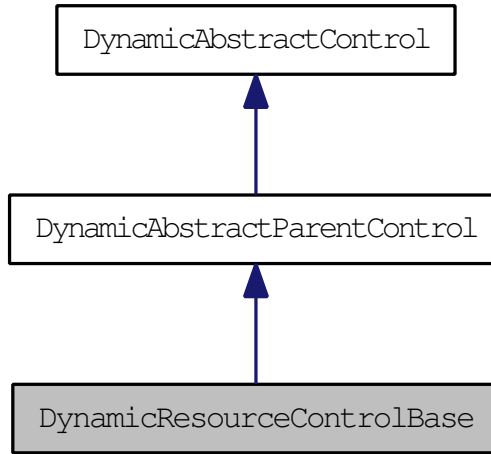 DynamicAbstractControl
DynamicAbstractParentControl
DynamicResourceControlBase